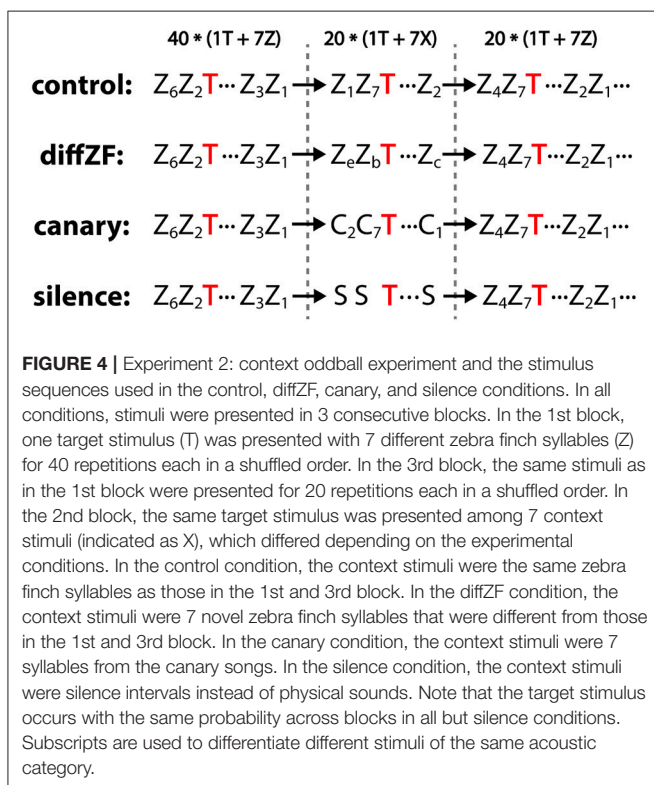 40 * (1T + 7Z) 20 * (1T + 7X) 20 * (1T + 7Z)
control: Z₆Z₂T···Z₃Z₁→Z₁Z₇T···Z₂→Z₄Z₇T···Z₂Z₁···
diffZF: Z₆Z₂T···Z₃Z₁→ZₑZbT···Zc→Z₄Z₇T···Z₂Z₁···
canary: Z₆Z₂T···Z₃Z₁→C₂C₇T···C₁→Z₄Z₇T···Z₂Z₁···
silence: Z₆Z₂T···Z₃Z₁→S S T···S→Z₄Z₇T···Z₂Z₁···
FIGURE 4 | Experiment 2: context oddball experiment and the stimulus
sequences used in the control, diffZF, canary, and silence conditions. In all
conditions, stimuli were presented in 3 consecutive blocks. In the 1st block,
one target stimulus (T) was presented with 7 different zebra finch syllables (Z)
for 40 repetitions each in a shuffled order. In the 3rd block, the same stimuli as
in the 1st block were presented for 20 repetitions each in a shuffled order. In
the 2nd block, the same target stimulus was presented among 7 context
stimuli (indicated as X), which differed depending on the experimental
conditions. In the control condition, the context stimuli were the same zebra
finch syllables as those in the 1st and 3rd block. In the diffZF condition, the
context stimuli were 7 novel zebra finch syllables that were different from those
in the 1st and 3rd block. In the canary condition, the context stimuli were 7
syllables from the canary songs. In the silence condition, the context stimuli
were silence intervals instead of physical sounds. Note that the target stimulus
occurs with the same probability across blocks in all but silence conditions.
Subscripts are used to differentiate different stimuli of the same acoustic
category.